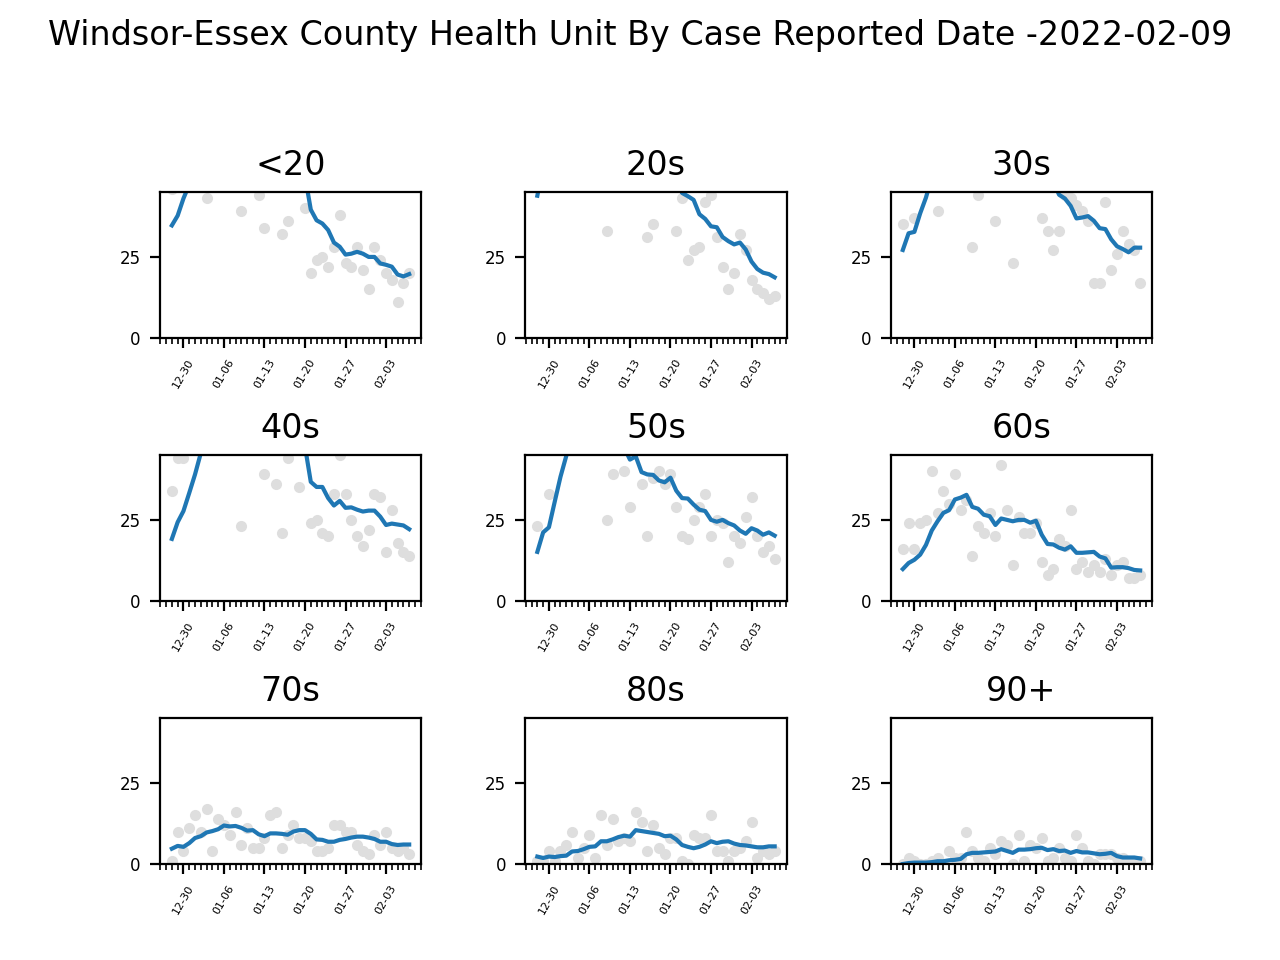 Windsor-Essex County Health Unit By Case Reported Date -2022-02-09
<20 20s 30s
25 25 25
0 0 0
12-30 01-06 01-13 01-20 01-27 02-03 12-30 01-06 01-13 01-20 01-27 02-03 12-30 01-06 01-13 01-20 01-27 02-03
40s 50s 60s
25 25 25
0 0 0
12-30 01-06 01-13 01-20 01-27 02-03 12-30 01-06 01-13 01-20 01-27 02-03 12-30 01-06 01-13 01-20 01-27 02-03
70s 80s 90+
25 25 25
0 0 0
12-30 01-06 01-13 01-20 01-27 02-03 12-30 01-06 01-13 01-20 01-27 02-03 12-30 01-06 01-13 01-20 01-27 02-03